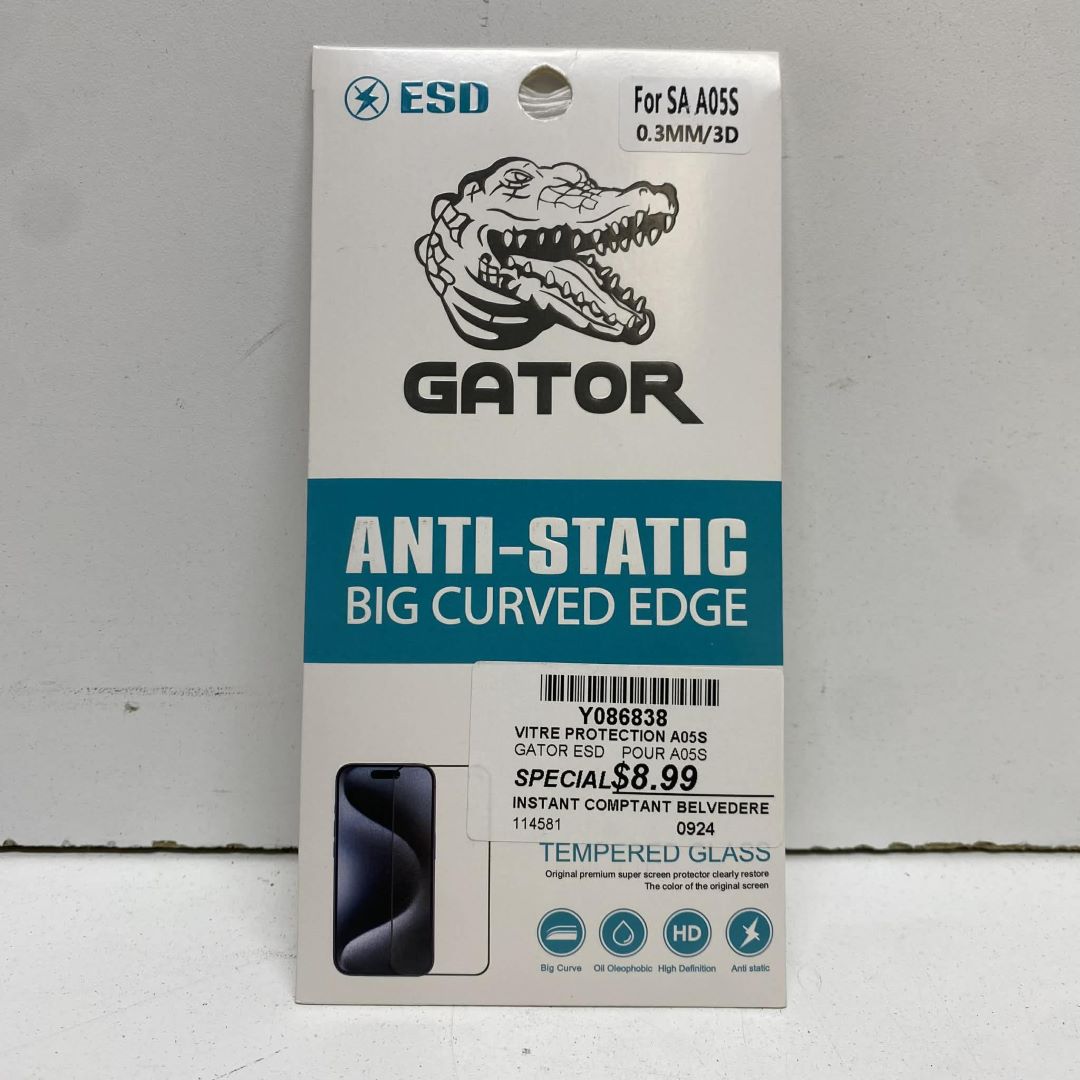 ESD
For SA A05S
0.3MM/3D
GATOR
ANTI-STATIC
BIG CURVED EDGE
Y086838
VITRE PROTECTION A05S
GATOR ESD POUR A05S
SPECIAL $8.99
INSTANT COMPTANT BELVEDERE
114581 0924
TEMPERED GLASS
Original premium super screen protector clearly restore
The color of the original screen
HD
Big Curve Oil Oleophobic High Definition Anti static